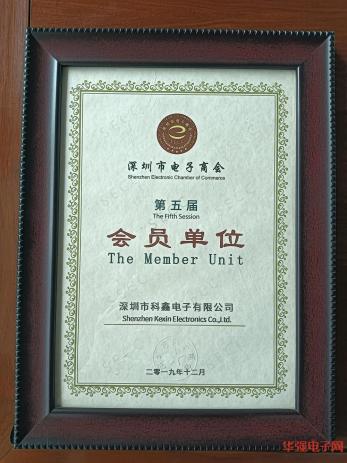 深圳市电子商会
Shenzhen Electronic Chamber of Commerce
第五届
The Fifth Session
会员单位
The Member Unit
深圳市科鑫电子有限公司
Shenzhen Kexin Electronics Co.,Ltd.
二零一九年十二月
华强电子网